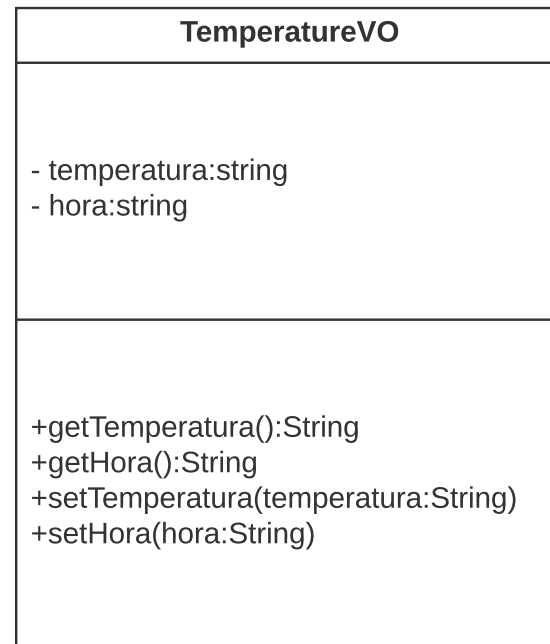 TemperatureVO
- temperatura:string
- hora:string
+getTemperatura():String
+getHora():String
+setTemperatura(temperatura:String)
+setHora(hora:String)